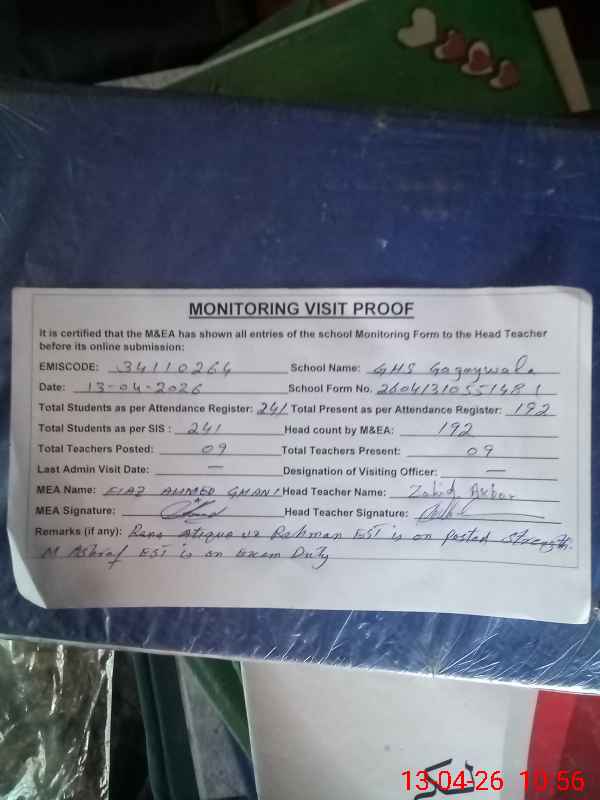 MONITORING VISIT PROOF
It is certified that the M&EA has shown all entries of the school Monitoring Form to the Head Teacher
before its online submission:
EMISCODE: 34110264 School Name: GHS Gagaywala
Date: 13-04-2026 School Form No. 
Total Students as per Attendance Register: 241 Total Present as per Attendance Register: 192
Total Students as per SIS : 241 Head count by M&EA: 192
Total Teachers Posted: 09 Total Teachers Present: 09
Last Admin Visit Date: — Designation of Visiting Officer: —
MEA Name: AHMED GHANI Head Teacher Name: Zahid Akbar
MEA Signature: Head Teacher Signature:
Remarks (if any): Rana Atique ur Rehman EST is on posted strength.
M Ashraf EST is on Exam Duty
13-04-26 10:56